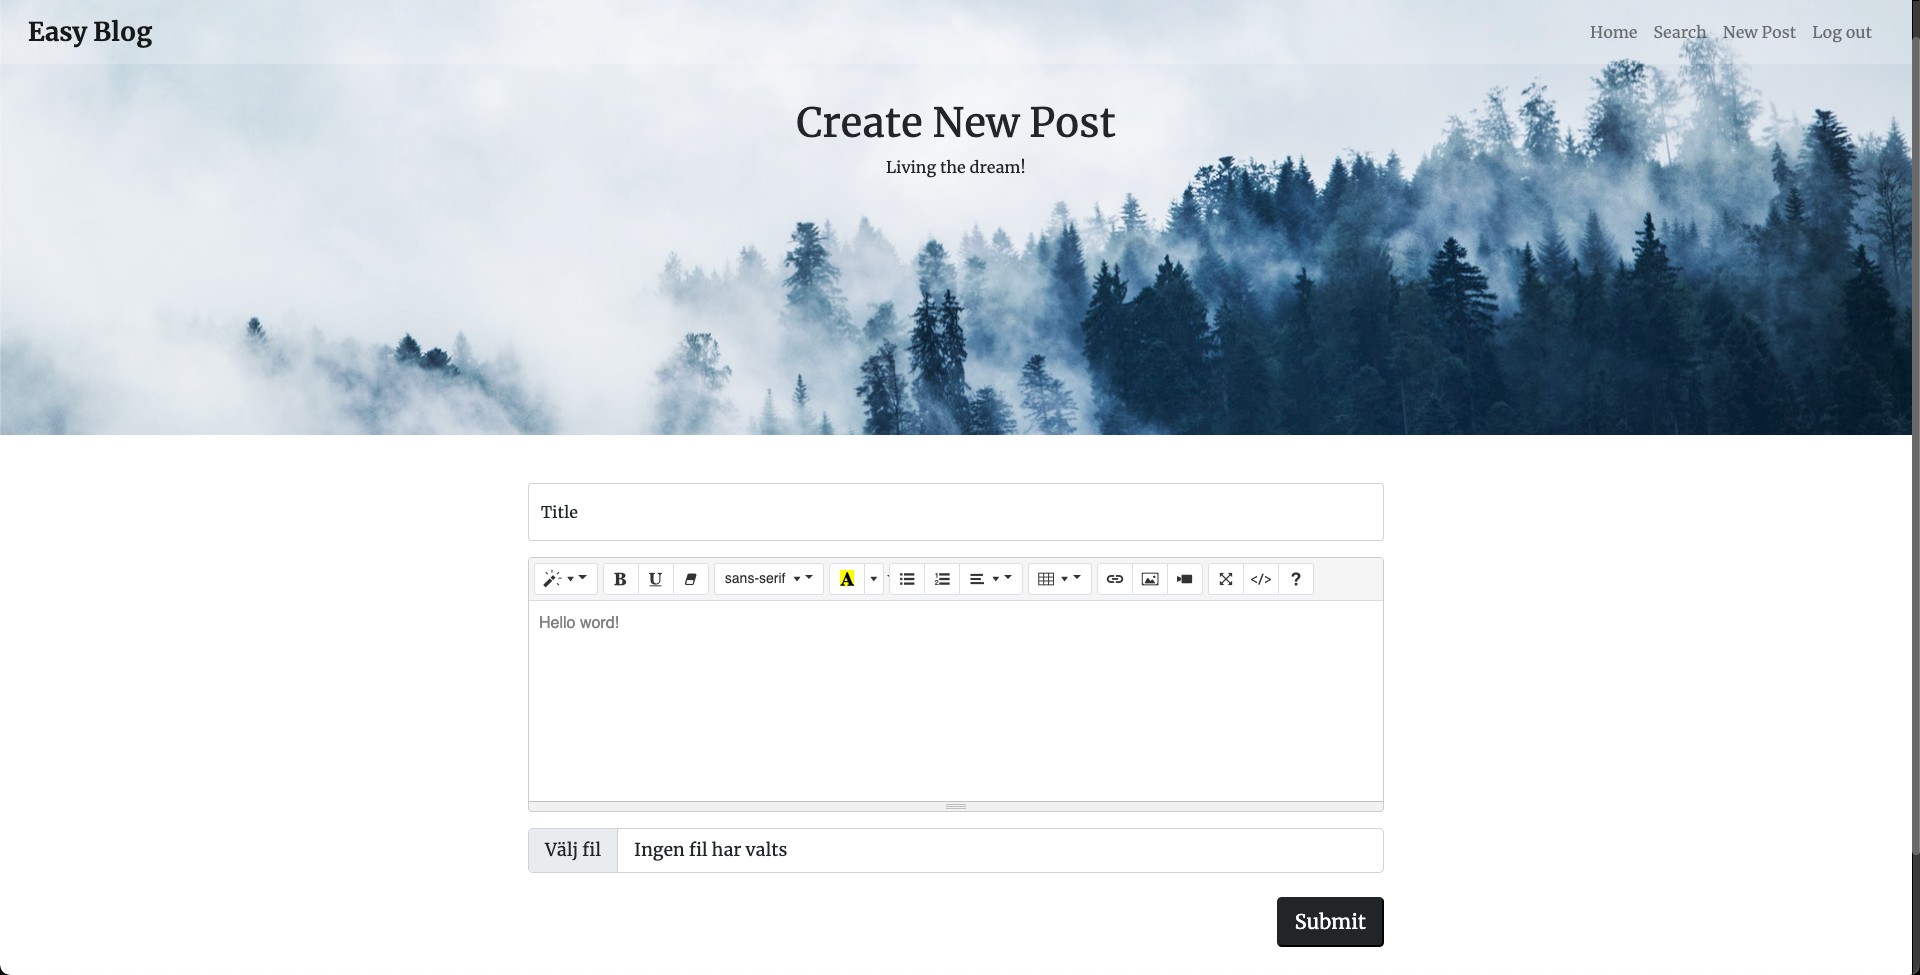 Easy Blog
Home Search New Post Log out
Create New Post
Living the dream!
Title
B U sans-serif A </> ?
Hello word!
Välj fil Ingen fil har valts
Submit